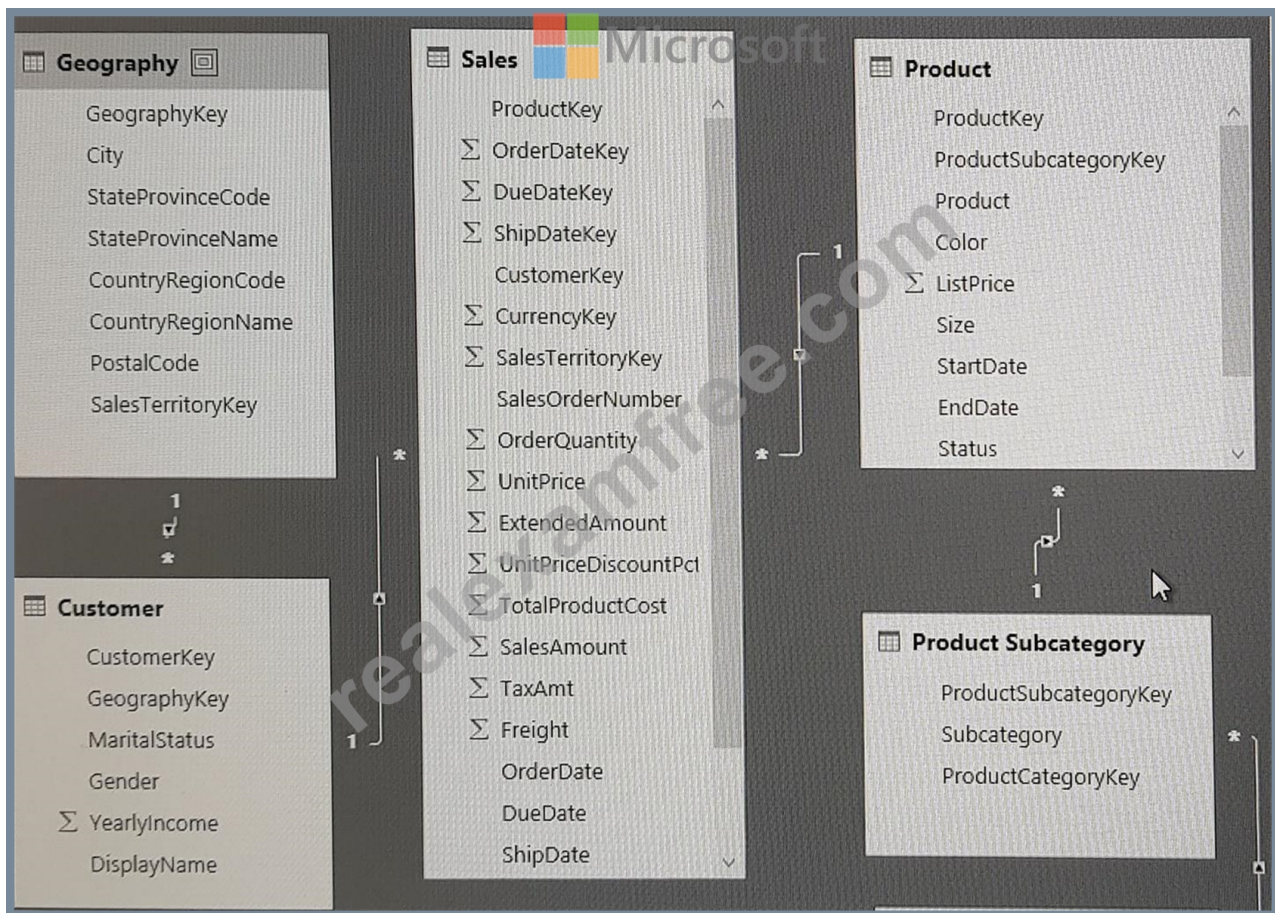 Microsoft
Geography
GeographyKey
City
StateProvinceCode
StateProvinceName
CountryRegionCode
CountryRegionName
PostalCode
SalesTerritoryKey
1
*
Customer
CustomerKey
GeographyKey
MaritalStatus
Gender
Σ YearlyIncome
DisplayName
*
1
Sales
ProductKey
Σ OrderDateKey
Σ DueDateKey
Σ ShipDateKey
CustomerKey
Σ CurrencyKey
Σ SalesTerritoryKey
SalesOrderNumber
Σ OrderQuantity
Σ UnitPrice
Σ ExtendedAmount
Σ UnitPriceDiscountPct
Σ TotalProductCost
Σ SalesAmount
Σ TaxAmt
Σ Freight
OrderDate
DueDate
ShipDate
1
*
Product
ProductKey
ProductSubcategoryKey
Product
Color
Σ ListPrice
Size
StartDate
EndDate
Status
*
1
Product Subcategory
ProductSubcategoryKey
Subcategory
ProductCategoryKey
*
realexamfree.com